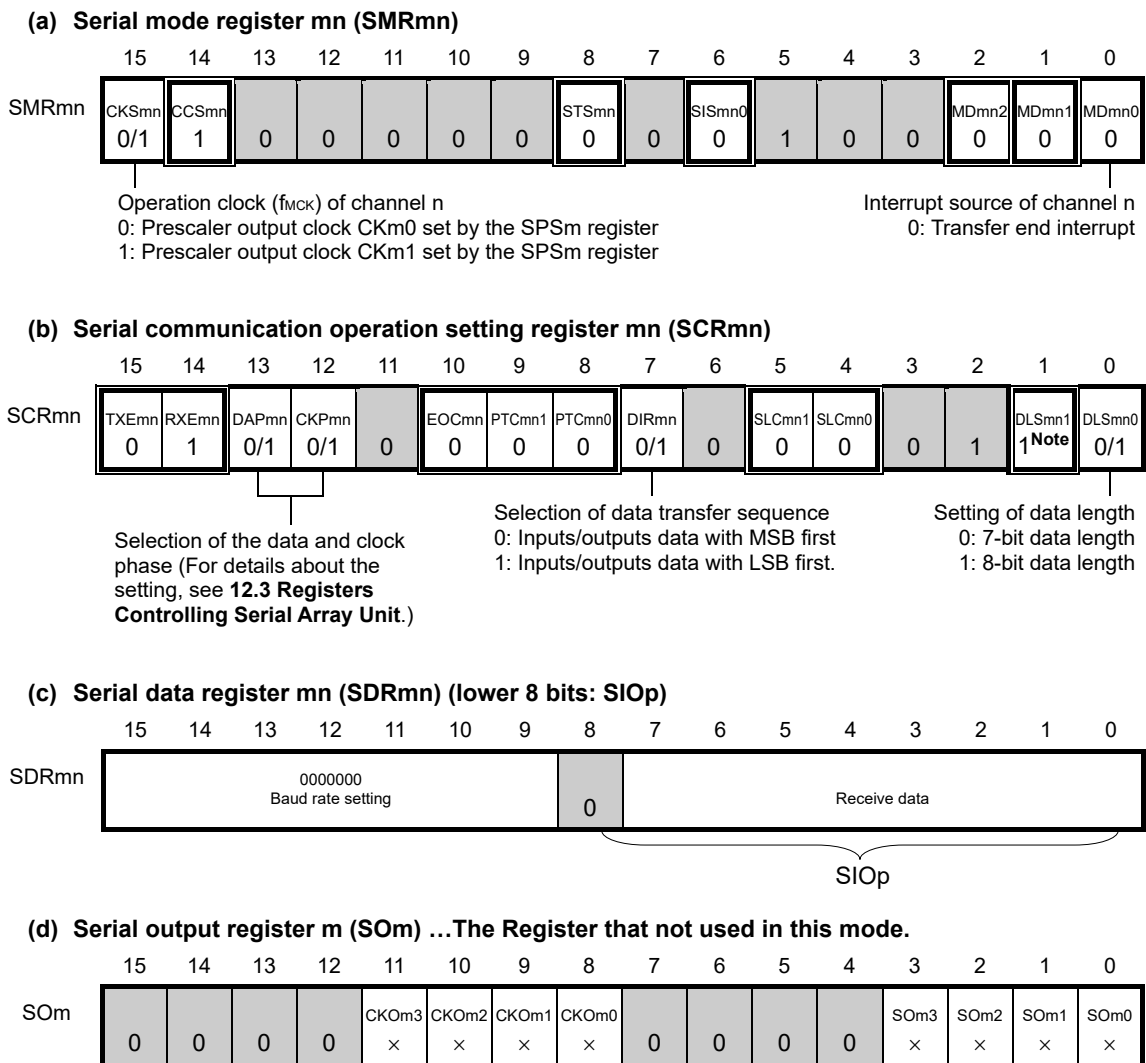 (a) Serial mode register mn (SMRmn)
15 14 13 12 11 10 9 8 7 6 5 4 3 2 1 0
SMRmn
CKSmn CCSmn STSmn SISmn0 MDmn2 MDmn1 MDmn0
0/1 1 0 0 0 0 0 0 0 0 1 0 0 0 0 0
Operation clock (fMCK) of channel n
0: Prescaler output clock CKm0 set by the SPSm register
1: Prescaler output clock CKm1 set by the SPSm register
Interrupt source of channel n
0: Transfer end interrupt
(b) Serial communication operation setting register mn (SCRmn)
15 14 13 12 11 10 9 8 7 6 5 4 3 2 1 0
SCRmn
TXEmn RXEmn DAPmn CKPmn EOCmn PTCmn1 PTCmn0 DIRmn SLCmn1 SLCmn0 DLSmn1 DLSmn0
0 1 0/1 0/1 0 0 0 0 0/1 0 0 0 0 1 1Note 0/1
Selection of the data and clock
phase (For details about the
setting, see 12.3 Registers
Controlling Serial Array Unit.)
Selection of data transfer sequence
0: Inputs/outputs data with MSB first
1: Inputs/outputs data with LSB first.
Setting of data length
0: 7-bit data length
1: 8-bit data length
(c) Serial data register mn (SDRmn) (lower 8 bits: SIOp)
15 14 13 12 11 10 9 8 7 6 5 4 3 2 1 0
SDRmn
0000000
Baud rate setting
0
Receive data
SIOp
(d) Serial output register m (SOm) …The Register that not used in this mode.
15 14 13 12 11 10 9 8 7 6 5 4 3 2 1 0
SOm
CKOm3 CKOm2 CKOm1 CKOm0 SOm3 SOm2 SOm1 SOm0
0 0 0 0 × × × × 0 0 0 0 × × × ×